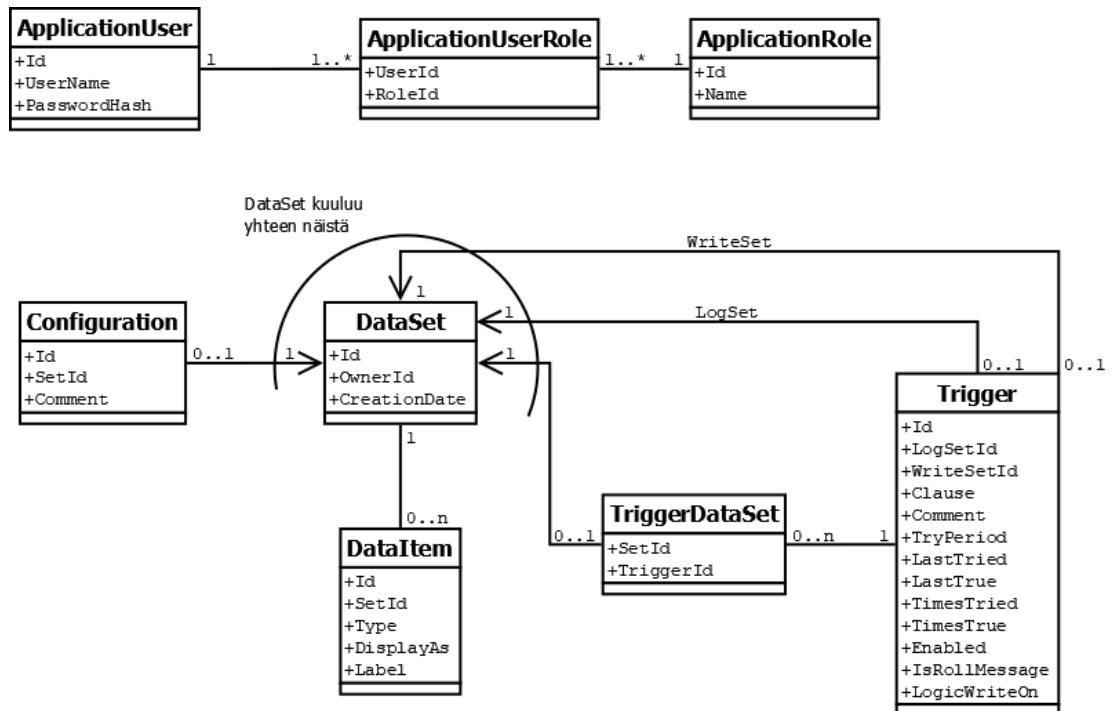 ApplicationUser
+Id
+UserName
+PasswordHash
1
1..*
ApplicationUserRole
+UserId
+RoleId
1..*
1
ApplicationRole
+Id
+Name
DataSet kuuluu
yhteen näistä
WriteSet
1
LogSet
1
0..1
0..1
Configuration
+Id
+SetId
+Comment
0..1
1
DataSet
+Id
+OwnerId
+CreationDate
1
1
0..n
DataItem
+Id
+SetId
+Type
+DisplayAs
+Label
0..1
TriggerDataSet
+SetId
+TriggerId
0..n
1
Trigger
+Id
+LogSetId
+WriteSetId
+Clause
+Comment
+TryPeriod
+LastTried
+LastTrue
+TimesTried
+TimesTrue
+Enabled
+IsRollMessage
+LogicWriteOn